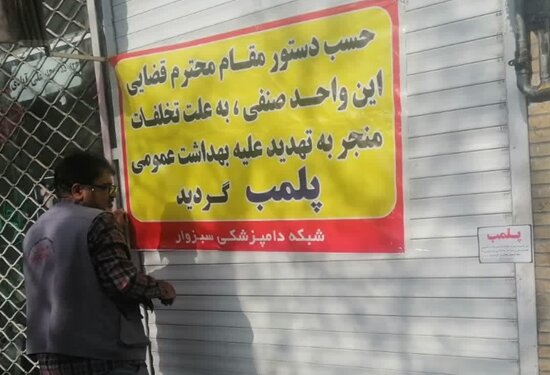 حسب دستور مقام محترم قضایی
این واحد صنفی ، به علت تخلفات
منجر به تهدید علیه بهداشت عمومی
پلمب گردید
شبکه دامپزشکی سبزوار
پلمب